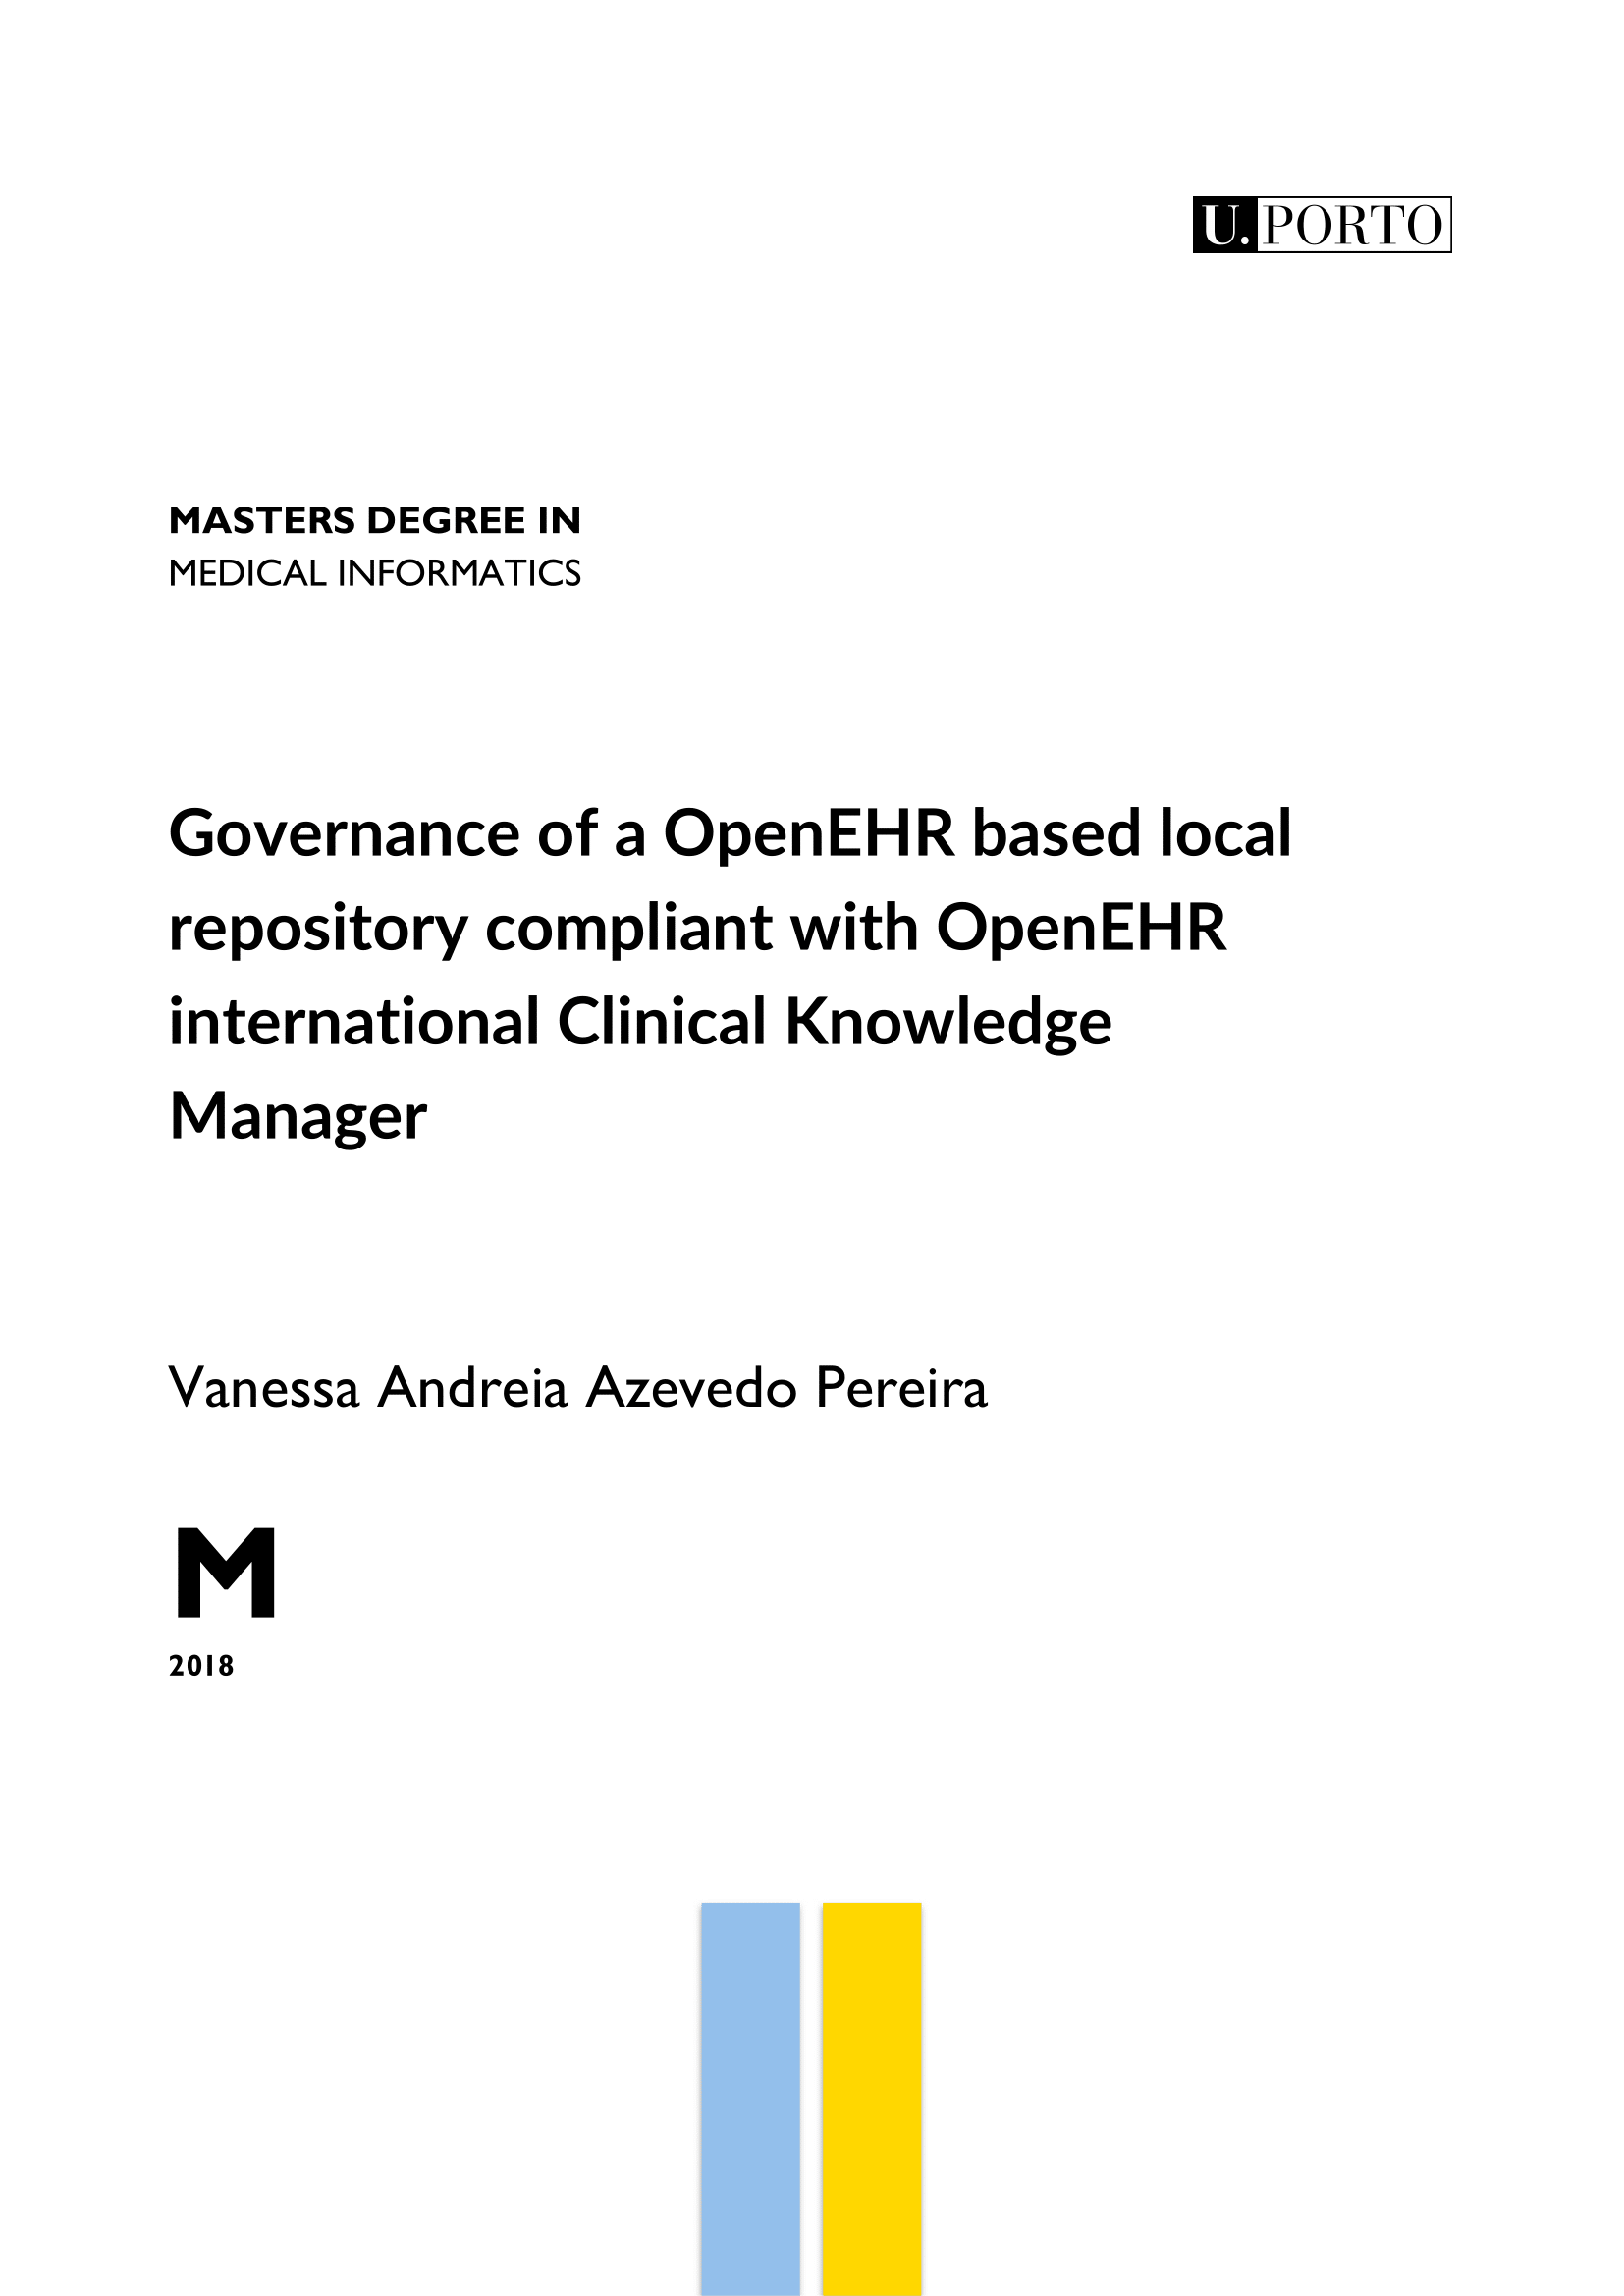 U.PORTO
MASTERS DEGREE IN
MEDICAL INFORMATICS
Governance of a OpenEHR based local
repository compliant with OpenEHR
international Clinical Knowledge
Manager
Vanessa Andreia Azevedo Pereira
M
2018